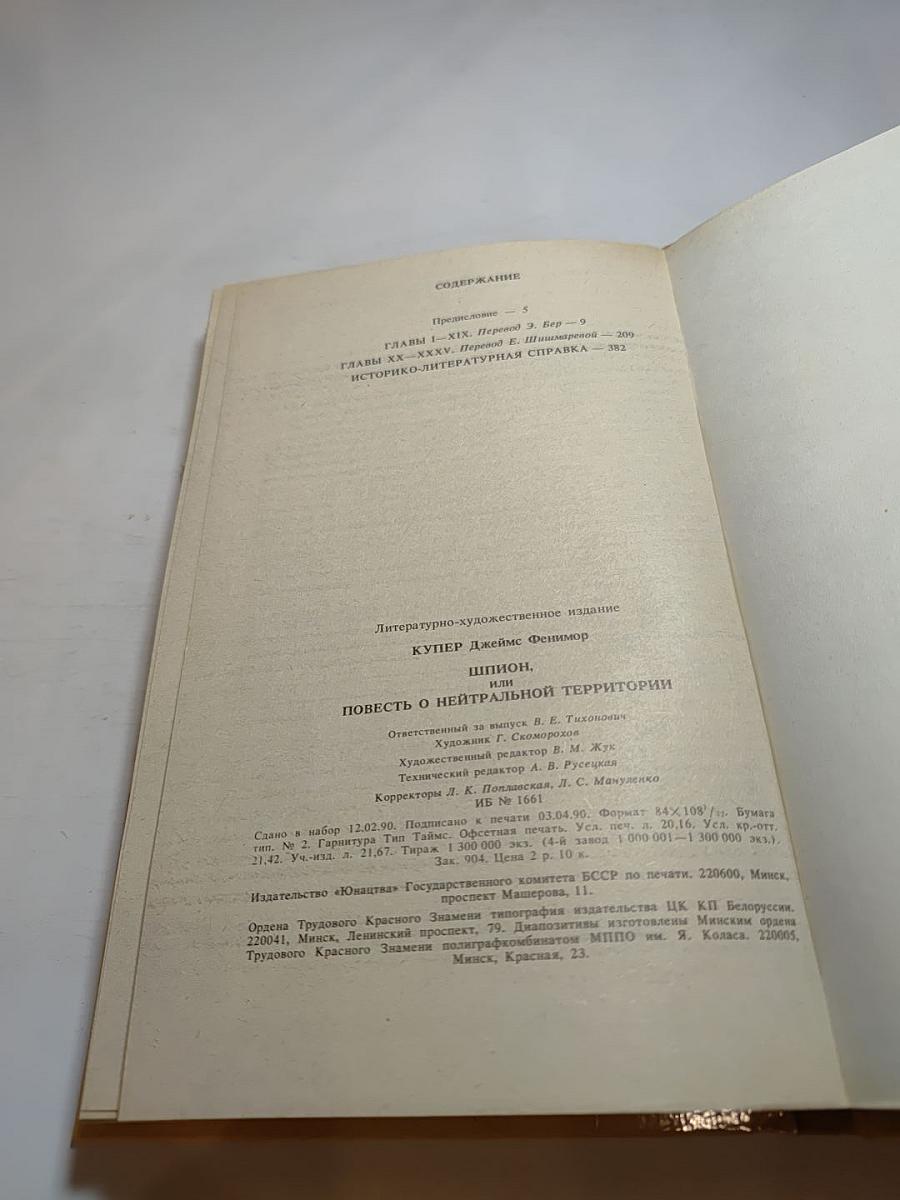 СОДЕРЖАНИЕ
Предисловие — 5
ГЛАВЫ I—XIX. Перевод Э. Бер — 9
ГЛАВЫ XX—XXXV. Перевод Е. Шишмаревой — 209
ИСТОРИКО-ЛИТЕРАТУРНАЯ СПРАВКА — 382
Литературно-художественное издание
КУПЕР Джеймс Фенимор
ШПИОН,
или
ПОВЕСТЬ О НЕЙТРАЛЬНОЙ ТЕРРИТОРИИ
Ответственный за выпуск В. Е. Тихонович
Художник Г. Скоморохов
Художественный редактор В. М. Жук
Технический редактор А. В. Русецкая
Корректоры Л. К. Поплавская, Л. С. Мануленко
ИБ № 1661
Сдано в набор 12.02.90. Подписано к печати 03.04.90. Формат 84×108¹/₃₂. Бумага
тип. № 2. Гарнитура Тип Таймс. Офсетная печать. Усл. печ. л. 20,16. Усл. кр.-отт.
21,42. Уч.-изд. л. 21,67. Тираж 1 300 000 экз. (4-й завод 1 000 001—1 300 000 экз.).
Зак. 904. Цена 2 р. 10 к.
Издательство «Юнацтва» Государственного комитета БССР по печати. 220600, Минск,
проспект Машерова, 11.
Ордена Трудового Красного Знамени типография издательства ЦК КП Белоруссии.
220041, Минск, Ленинский проспект, 79. Диапозитивы изготовлены Минским ордена
Трудового Красного Знамени полиграфкомбинатом МППО им. Я. Коласа. 220005,
Минск, Красная, 23.